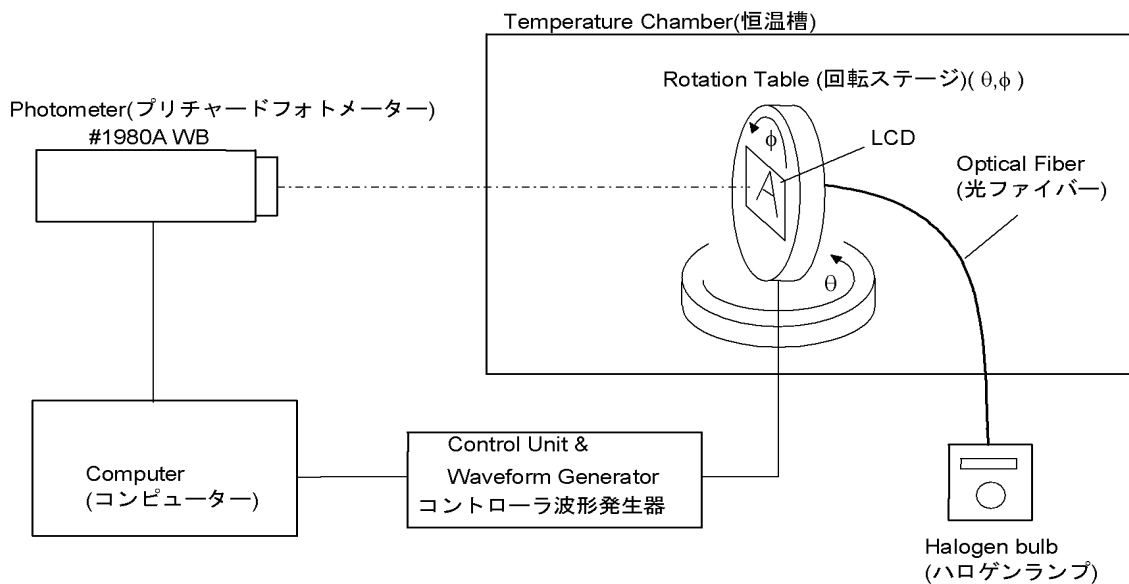 Temperature Chamber(恒温槽)
Rotation Table (回転ステージ)( θ,ϕ )
Photometer(プリチャードフォトメーター)
#1980A WB
ϕ
LCD
A
Optical Fiber
(光ファイバー)
θ
Computer
(コンピューター)
Control Unit &
Waveform Generator
コントローラ波形発生器
Halogen bulb
(ハロゲンランプ)